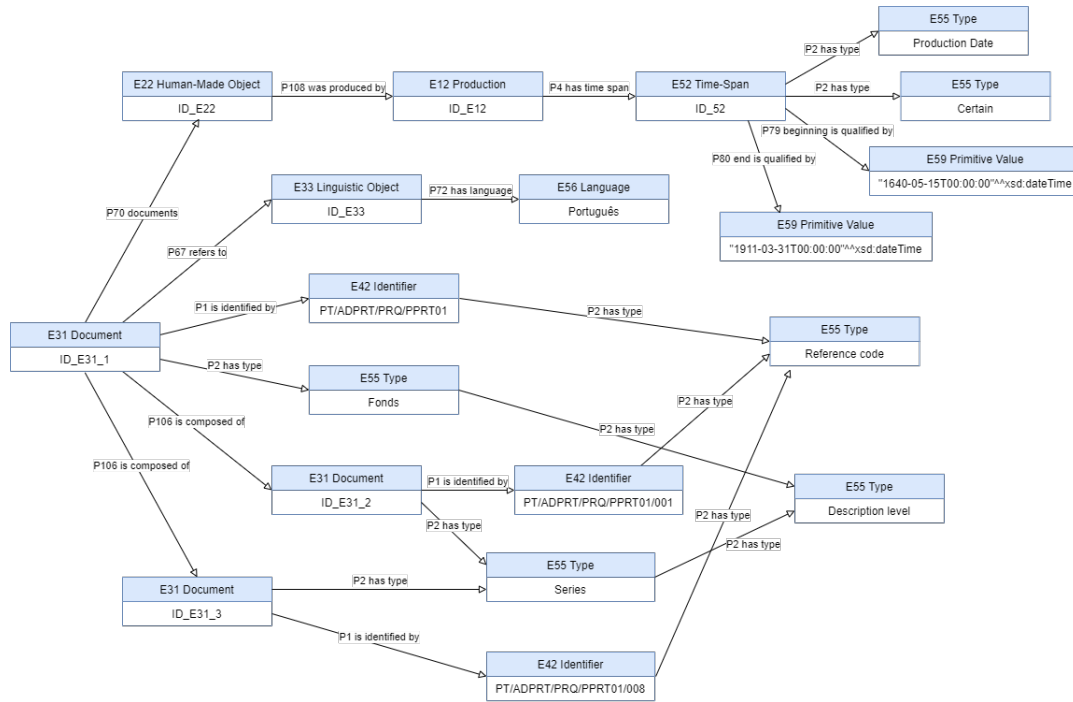 E55 Type
Production Date
P2 has type
E22 Human-Made Object
ID_E22
P108 was produced by
E12 Production
ID_E12
P4 has time span
E52 Time-Span
ID_52
P2 has type
E55 Type
Certain
P79 beginning is qualified by
P80 end is qualified by
E59 Primitive Value
"1640-05-15T00:00:00"^^xsd:dateTime
E33 Linguistic Object
ID_E33
P72 has language
E56 Language
Português
P70 documents
E59 Primitive Value
"1911-03-31T00:00:00"^^xsd:dateTime
P67 refers to
E42 Identifier
PT/ADPRT/PRQ/PPRT01
P1 is identified by
P2 has type
E31 Document
ID_E31_1
E55 Type
Reference code
P2 has type
E55 Type
Fonds
P2 has type
P106 is composed of
P2 has type
P106 is composed of
E31 Document
ID_E31_2
P1 is identified by
E42 Identifier
PT/ADPRT/PRQ/PPRT01/001
E55 Type
Description level
P2 has type
P2 has type
P2 has type
E55 Type
Series
E31 Document
ID_E31_3
P2 has type
P1 is identified by
E42 Identifier
PT/ADPRT/PRQ/PPRT01/008